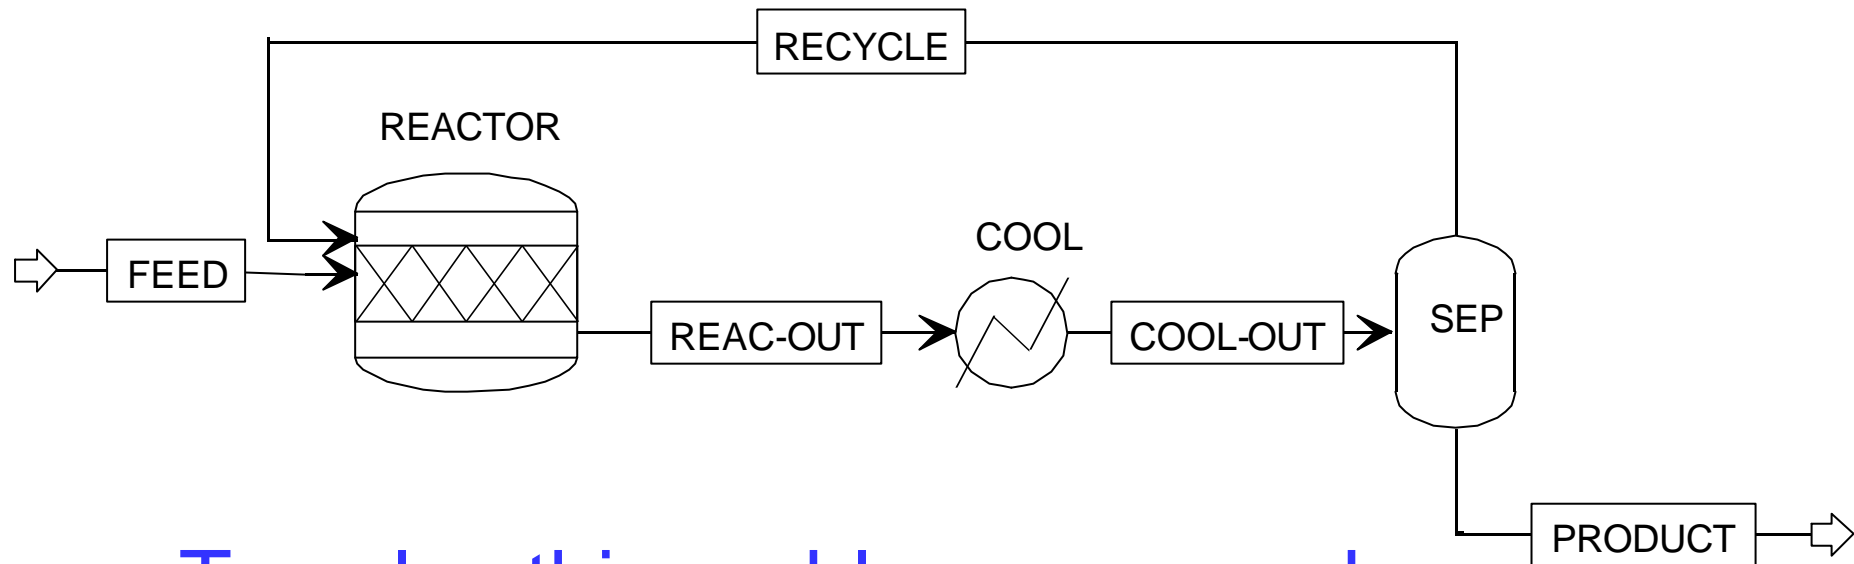 RECYCLE
REACTOR
FEED
COOL
REAC-OUT
COOL-OUT
SEP
PRODUCT